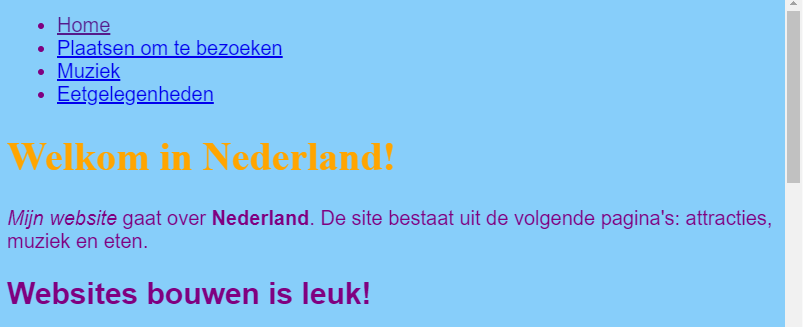 Home
Plaatsen om te bezoeken
Muziek
Eetgelegenheden
Welkom in Nederland!
Mijn website gaat over Nederland. De site bestaat uit de volgende pagina's: attracties,
muziek en eten.
Websites bouwen is leuk!